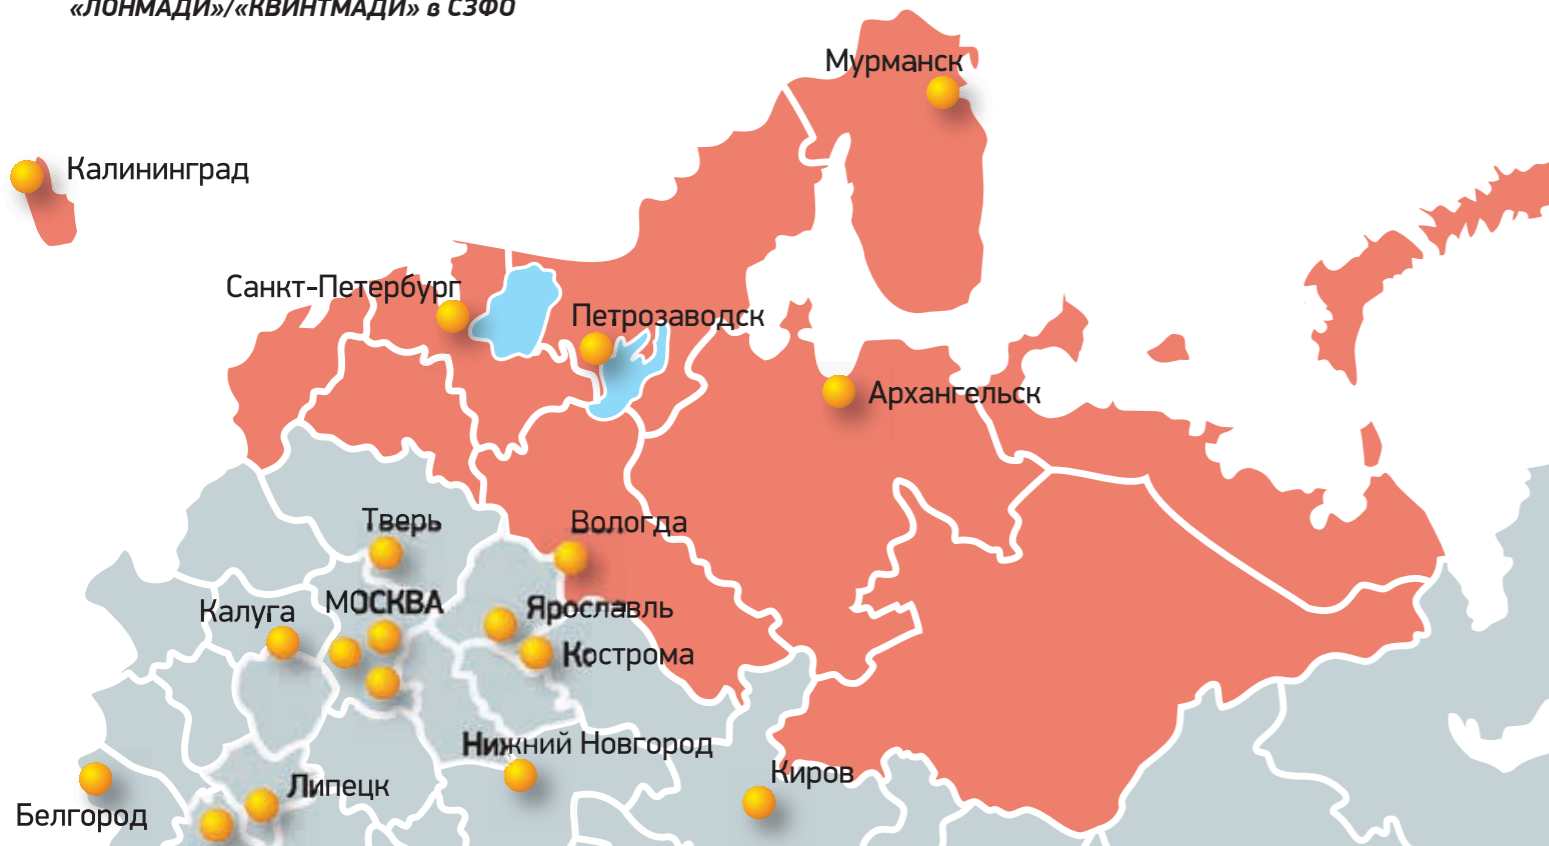 «ЛОНМАДИ»/«КВИНТМАДИ» в СЗФО
Мурманск
Калининград
Санкт-Петербург
Петрозаводск
Архангельск
Тверь
Вологда
Калуга
МОСКВА
Ярославль
Кострома
Нижний Новгород
Киров
Липецк
Белгород